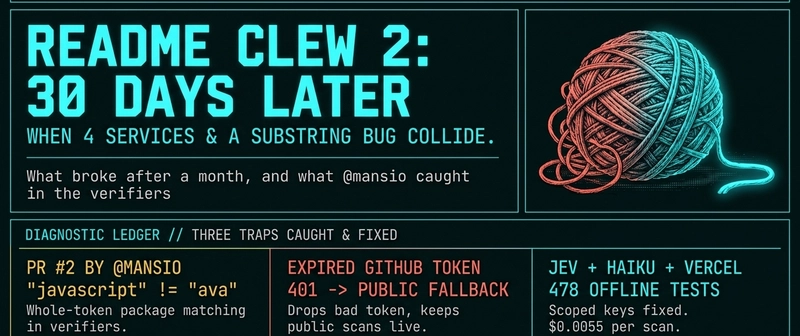 README CLEW 2:
30 DAYS LATER
WHEN 4 SERVICES & A SUBSTRING BUG COLLIDE.
What broke after a month, and what @mansio caught
in the verifiers
DIAGNOSTIC LEDGER // THREE TRAPS CAUGHT & FIXED
PR #2 BY @MANSIO
"javascript" != "ava"
Whole-token package matching
in verifiers.
EXPIRED GITHUB TOKEN
401 -> PUBLIC FALLBACK
Drops bad token, keeps
public scans live.
JEV + HAIKU + VERCEL
478 OFFLINE TESTS
Scoped keys fixed.
$0.0055 per scan.